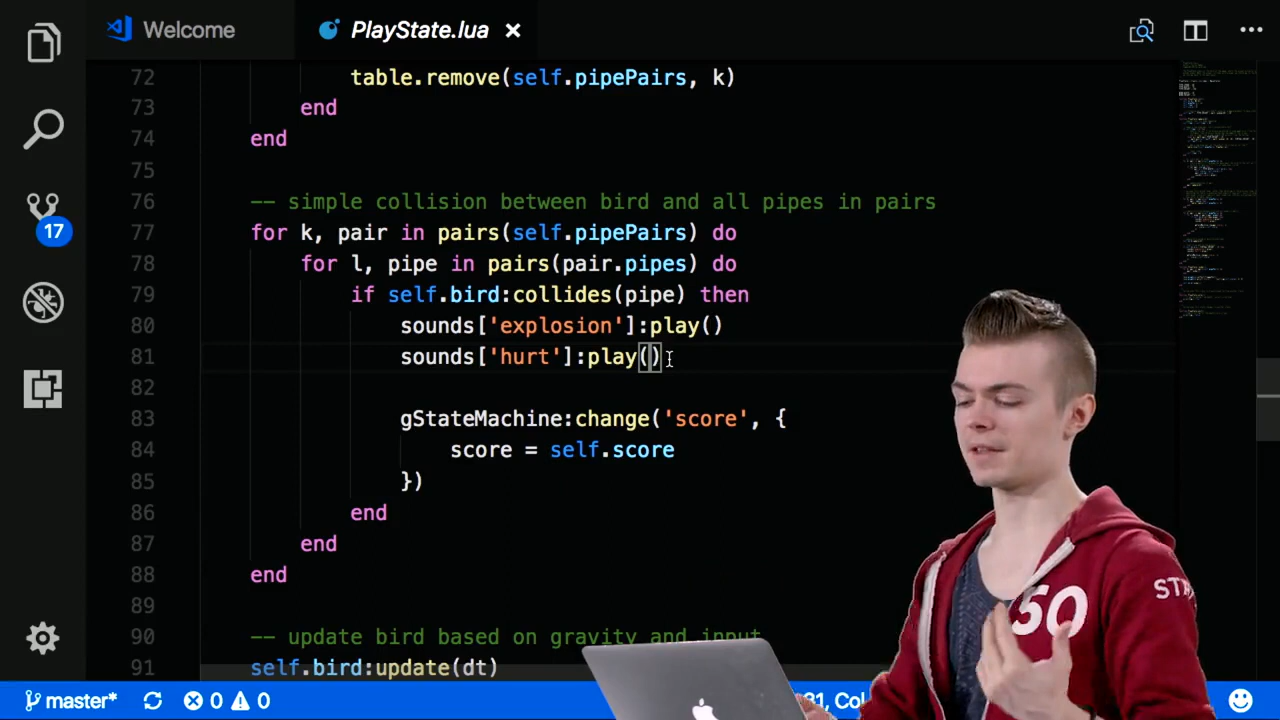 Welcome
PlayState.lua
72 table.remove(self.pipePairs, k)
73 end
74 end
75
76 -- simple collision between bird and all pipes in pairs
77 for k, pair in pairs(self.pipePairs) do
78 for l, pipe in pairs(pair.pipes) do
79 if self.bird:collides(pipe) then
80 sounds['explosion']:play()
81 sounds['hurt']:play()
82
83 gStateMachine:change('score', {
84 score = self.score
85 })
86 end
87 end
88 end
89
90 -- update bird based on gravity and input
91 self.bird:update(dt)
17
master*
0
0
50